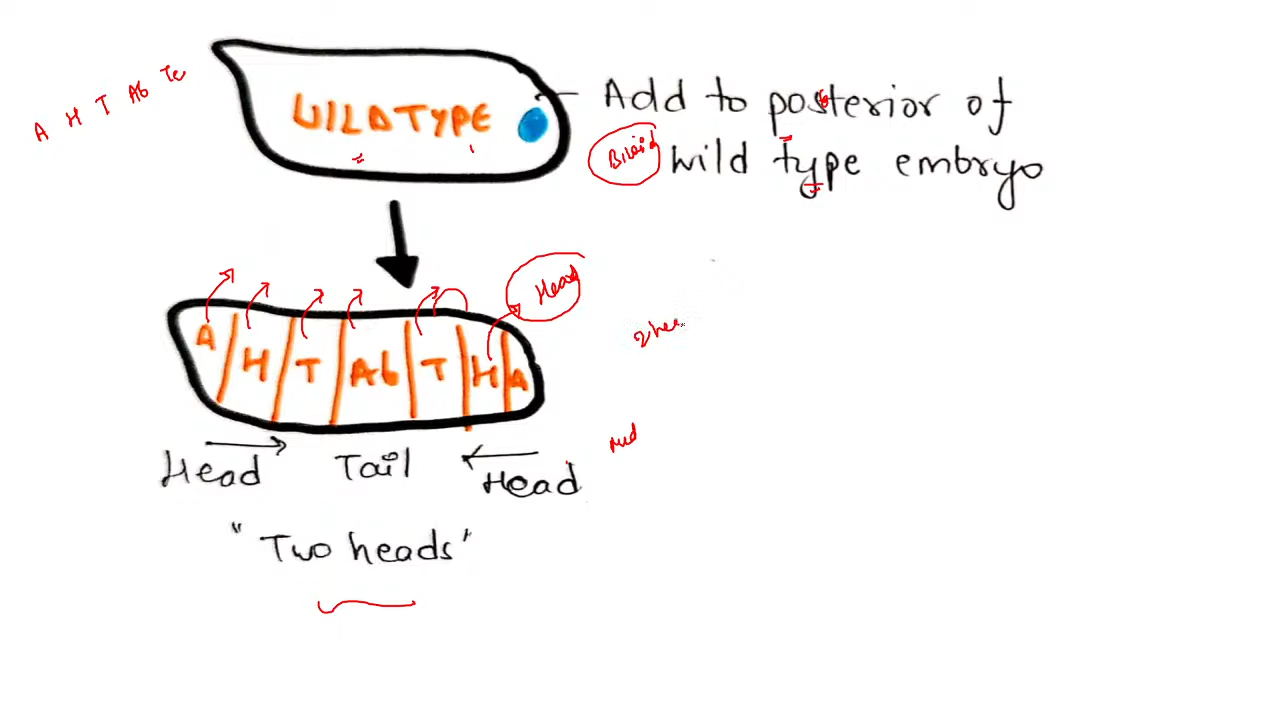 A H T Ab Te
WILDTYPE
Add to posterior of
Bicoid wild type embryo
Head
A H T Ab T H A
Head Tail Head
"Two heads"